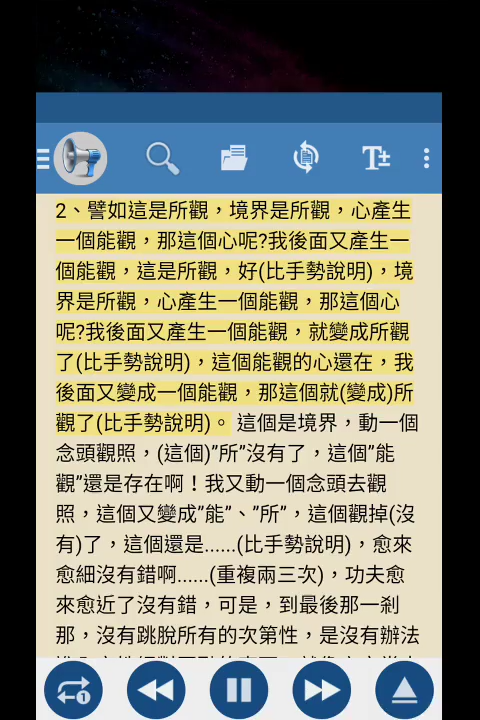 T±
2、譬如這是所觀，境界是所觀，心產生
一個能觀，那這個心呢?我後面又產生一
個能觀，這是所觀，好(比手勢說明)，境
界是所觀，心產生一個能觀，那這個心
呢?我後面又產生一個能觀，就變成所觀
了(比手勢說明)，這個能觀的心還在，我
後面又變成一個能觀，那這個就(變成)所
觀了(比手勢說明)。 這個是境界，動一個
念頭觀照，(這個)”所”沒有了，這個”能
觀”還是存在啊！我又動一個念頭去觀
照，這個又變成”能”、”所”，這個觀掉(沒
有)了，這個還是......(比手勢說明)，愈來
愈細沒有錯啊......(重複兩三次)，功夫愈
來愈近了沒有錯，可是，到最後那一剎
那，沒有跳脫所有的次第性，是沒有辦法
1